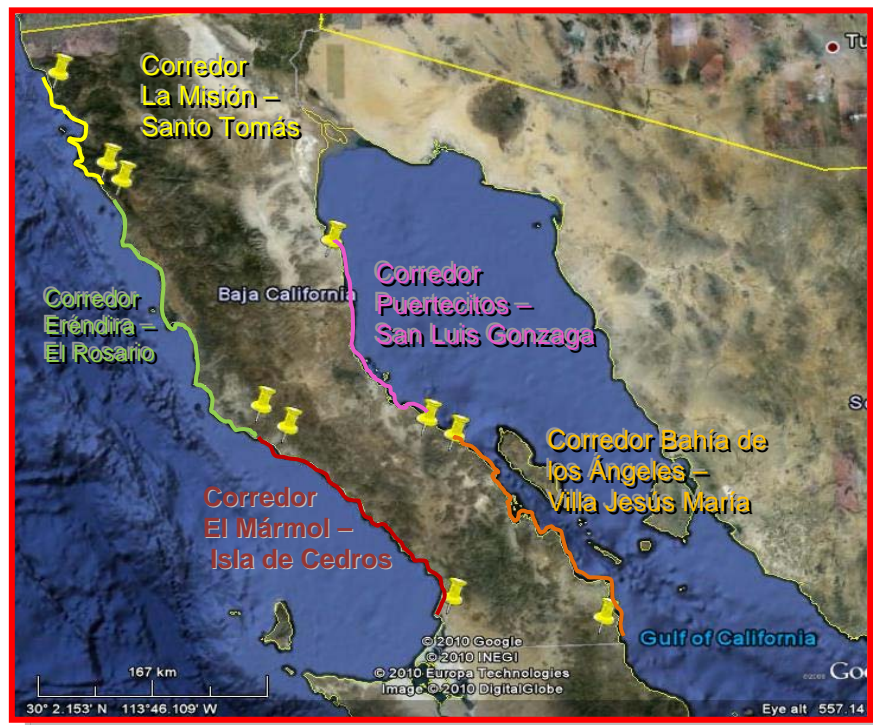 Corredor
La Misión –
Santo Tomás
Corredor
Eréndira –
El Rosario
Baja California
Corredor
Puertecitos –
San Luis Gonzaga
Corredor Bahía de
los Ángeles –
Villa Jesús María
Corredor
El Mármol –
Isla de Cedros
Gulf of California
© 2010 Google
© 2010 INEGI
© 2010 Europa Technologies
Image © 2010 DigitalGlobe
167 km
30° 2.153' N 113°46.109' W
Eye alt 557.14